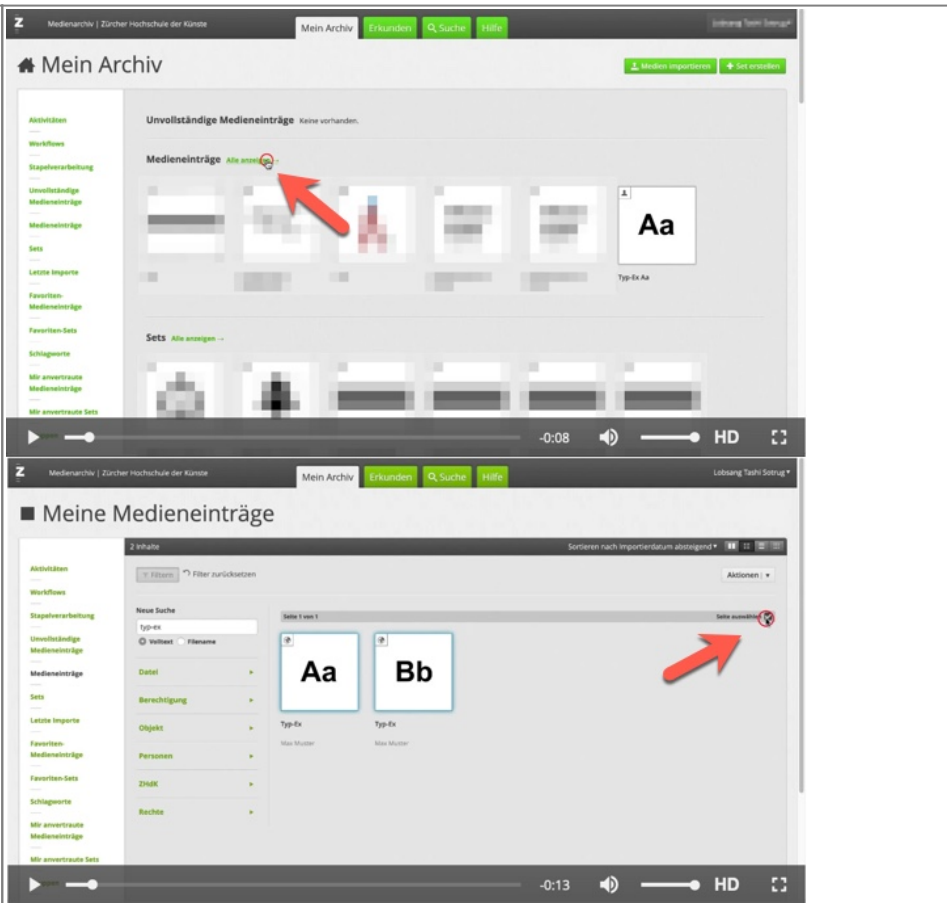 Z
Medienarchiv | Zürcher Hochschule der Künste
Mein Archiv
Erkunden
Suche
Hilfe
Mein Archiv
Medien importieren
Set erstellen
Aktivitäten
Workflows
Stapelverarbeitung
Unvollständige
Medieneinträge
Medieneinträge
Sets
Letzte Importe
Favoriten-
Medieneinträge
Favoriten-Sets
Schlagworte
Mir anvertraute
Medieneinträge
Mir anvertraute Sets
Unvollständige Medieneinträge Keine vorhanden.
Medieneinträge Alle anzeigen
Aa
Typ-Ex Aa
Sets Alle anzeigen
-0:08
HD
Z
Medienarchiv | Zürcher Hochschule der Künste
Mein Archiv
Erkunden
Suche
Hilfe
Lobsang Tashi Sotrug
Meine Medieneinträge
Aktivitäten
Workflows
Stapelverarbeitung
Unvollständige
Medieneinträge
Medieneinträge
Sets
Letzte Importe
Favoriten-
Medieneinträge
Favoriten-Sets
Schlagworte
Mir anvertraute
Medieneinträge
Mir anvertraute Sets
2 Inhalte
Sortieren nach Importierdatum absteigend
Filtern
Filter zurücksetzen
Aktionen
Neue Suche
typ-ex
Volltext Filename
Datei
Berechtigung
Objekt
Personen
ZHdK
Rechte
Seite 1 von 1
Seite auswählen
Aa
Typ-Ex
Max Muster
Bb
Typ-Ex
Max Muster
-0:13
HD